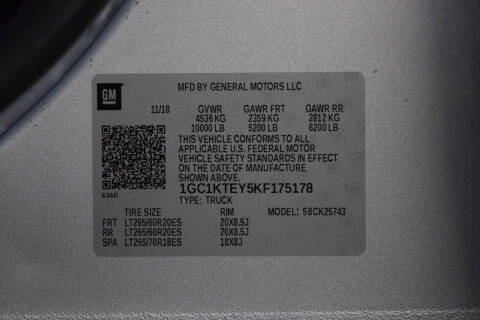 GM
MFD BY GENERAL MOTORS LLC
11/18 GVWR GAWR FRT GAWR RR
4536 KG 2359 KG 2812 KG
10000 LB 5200 LB 6200 LB
THIS VEHICLE CONFORMS TO ALL
APPLICABLE U.S. FEDERAL MOTOR
VEHICLE SAFETY STANDARDS IN EFFECT
ON THE DATE OF MANUFACTURE
SHOWN ABOVE.
636R 1GC1KTEY5KF175178
TYPE: TRUCK
TIRE SIZE RIM MODEL: 58CK25743
FRT LT265/60R20ES 20X8.5J
RR LT265/60R20ES 20X8.5J
SPA LT265/70R18ES 18X8J